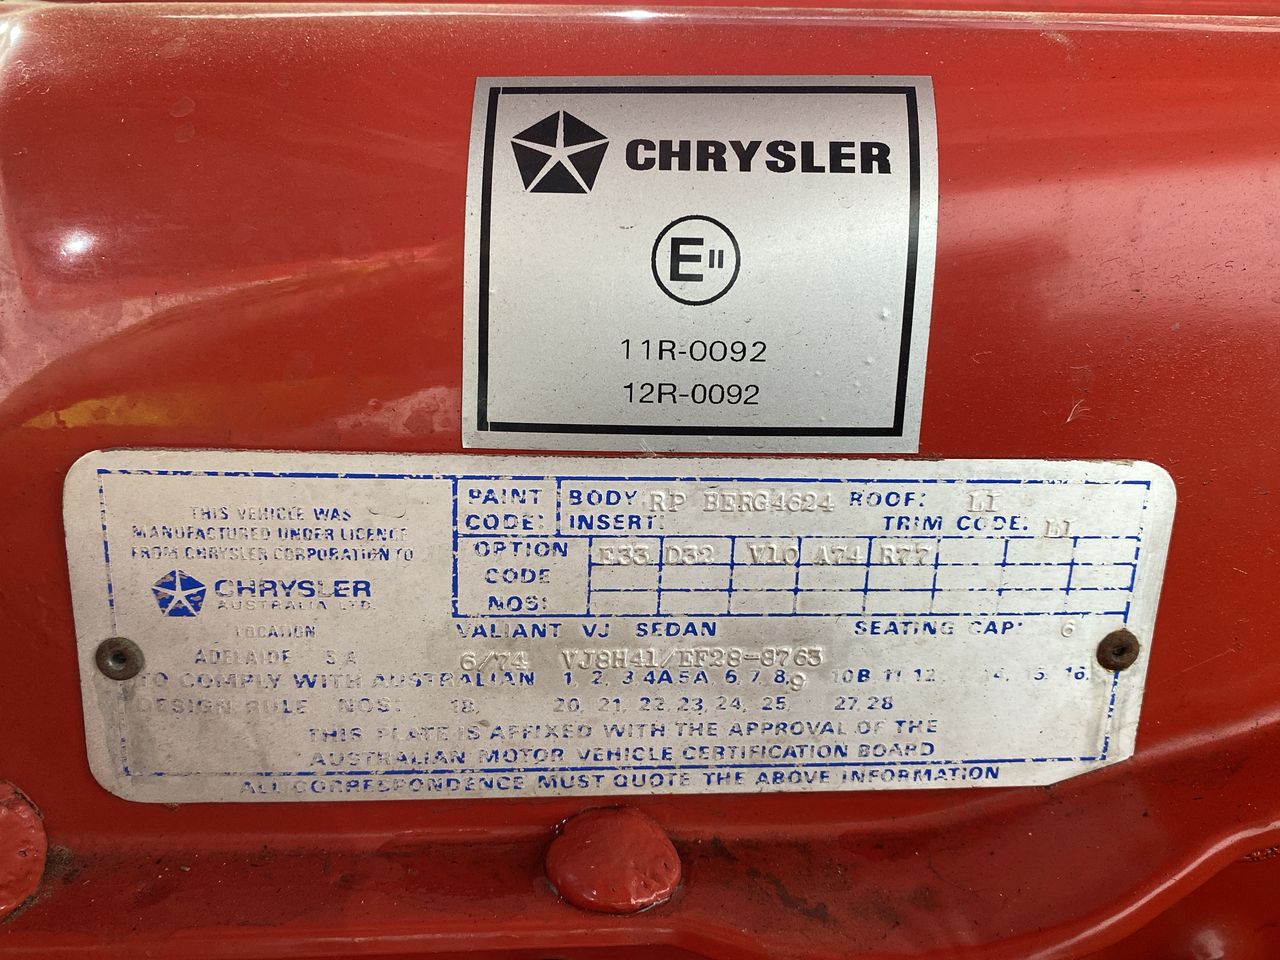 CHRYSLER
E11
11R-0092
12R-0092
THIS VEHICLE WAS
MANUFACTURED UNDER LICENCE
FROM CHRYSLER CORPORATION TO
CHRYSLER
AUSTRALIA LTD.
LOCATION
ADELAIDE S A
PAINT CODE:
BODY RP BERG4624 ROOF: LI
INSERT: TRIM CODE: LI
OPTION CODE NOS:
E33 D32 V10 A74 R77
VALIANT VJ SEDAN SEATING CAP: 6
6/74 VJ8H41/EF28-8763
TO COMPLY WITH AUSTRALIAN 1, 2, 3, 4A 5A, 6, 7, 8, 9 10B 11 12, 14, 15, 16,
DESIGN RULE NOS: 18, 20, 21, 22, 23, 24, 25, 27, 28
THIS PLATE IS AFFIXED WITH THE APPROVAL OF THE
AUSTRALIAN MOTOR VEHICLE CERTIFICATION BOARD
ALL CORRESPONDENCE MUST QUOTE THE ABOVE INFORMATION